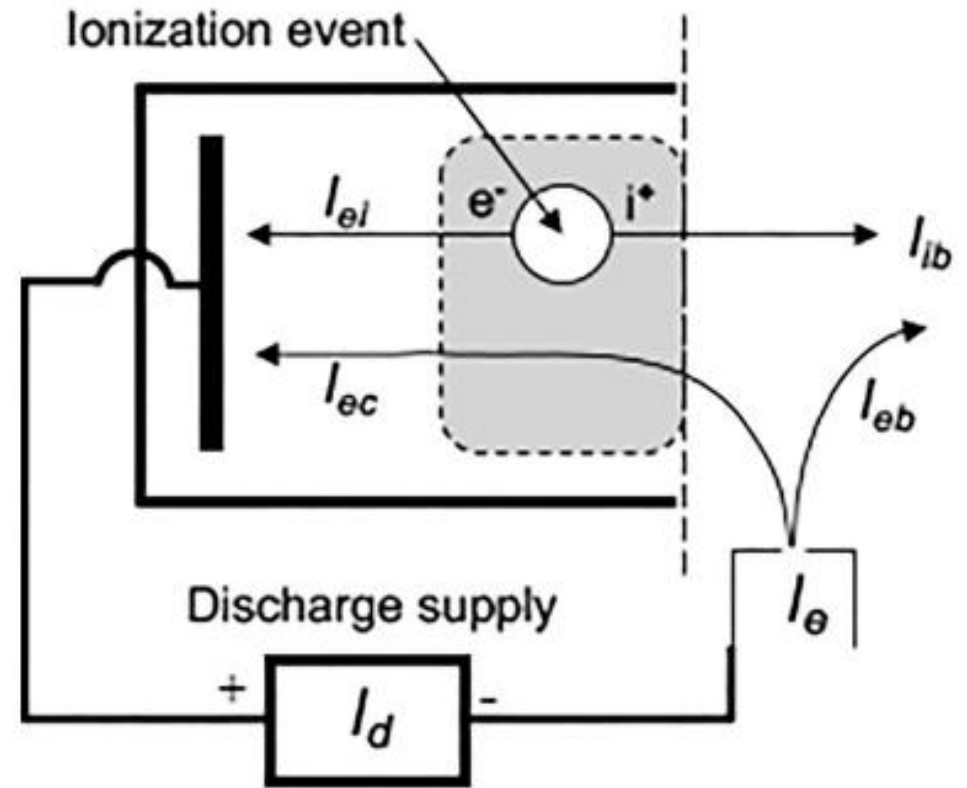 Ionization event
I_ei
e⁻
i⁺
I_ib
I_ec
I_eb
I_e
Discharge supply
+
I_d
-